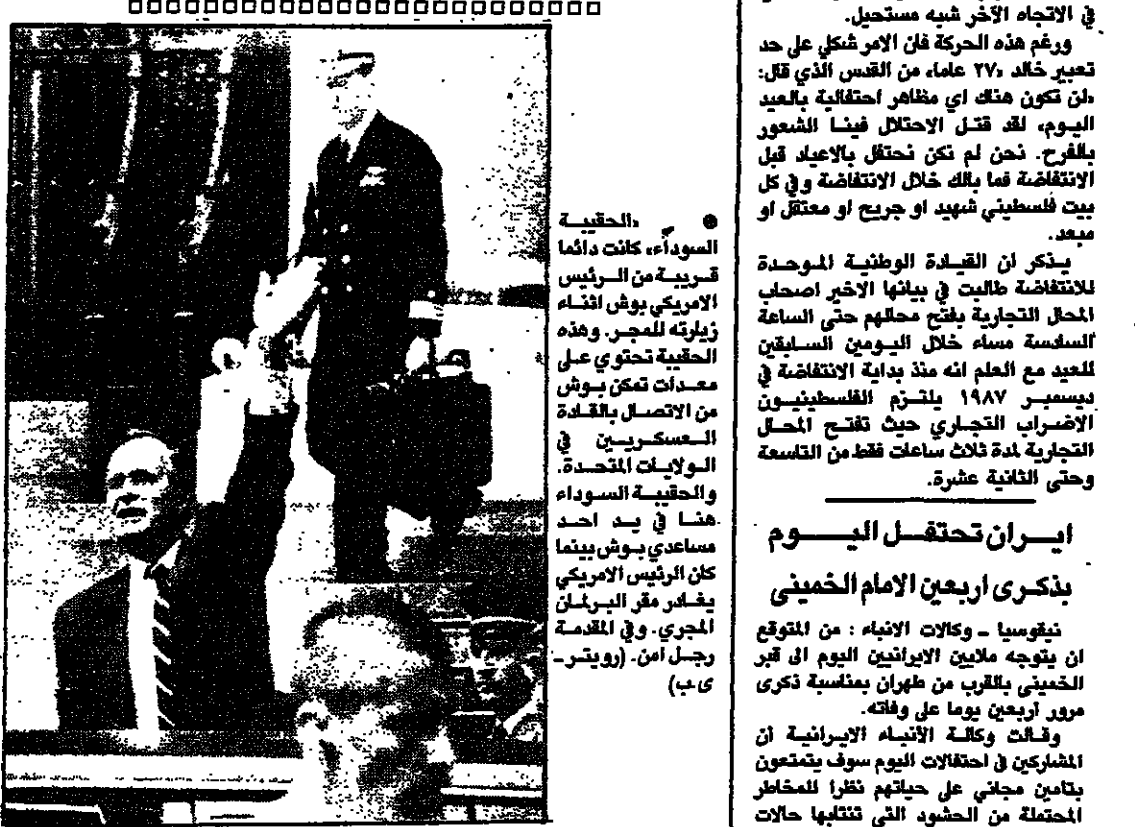 في الاتجاه الآخر شبه مستحيل.
ورغم هذه الحركة فان الامر شكلي على حد
تعبير خالد «٢٧ عاما» من القدس الذي قال:
«لن تكون هناك اي مظاهر احتفالية بالعيد
اليوم، لقد قتل الاحتلال فينا الشعور
بالفرح. نحن لم نكن نحتفل بالاعياد قبل
الانتفاضة فما بالك خلال الانتفاضة وفي كل
بيت فلسطيني شهيد او جريح او معتقل او
مبعد.
يذكر ان القيادة الوطنية الموحدة
للانتفاضة طالبت في بيانها الاخير اصحاب
المحال التجارية بفتح محالهم حتى الساعة
السادسة مساء خلال اليومين السابقين
للعيد مع العلم انه منذ بداية الانتفاضة في
ديسمبر ١٩٨٧ يلتزم الفلسطينيون
الاضراب التجاري حيث تفتح المحال
التجارية لمدة ثلاث ساعات فقط من التاسعة
وحتى الثانية عشرة.
ايران تحتفل اليوم
بذكرى اربعين الامام الخميني
نيقوسيا ـ وكالات الانباء : من المتوقع
ان يتوجه ملايين الايرانيين اليوم الى قبر
الخميني بالقرب من طهران بمناسبة ذكرى
مرور اربعين يوما على وفاته.
وقالت وكالة الأنباء الايرانية ان
المشاركين في احتفالات اليوم سوف يتمتعون
بتامين مجاني على حياتهم نظرا للمخاطر
المحتملة من الحشود التي تنتابها حالات
● «الحقيبة
السوداء» كانت دائما
قريبة من الرئيس
الامريكي بوش اثناء
زيارته للمجر. وهذه
الحقيبة تحتوي على
معدات تمكن بوش
من الاتصال بالقادة
العسكريين في
الولايات المتحدة.
والحقيبة السوداء
هنا في يد احد
مساعدي بوش بينما
كان الرئيس الامريكي
يغادر مقر البرلمان
المجري. وفي المقدمة
رجل امن. (رويتر ـ
ي ب)